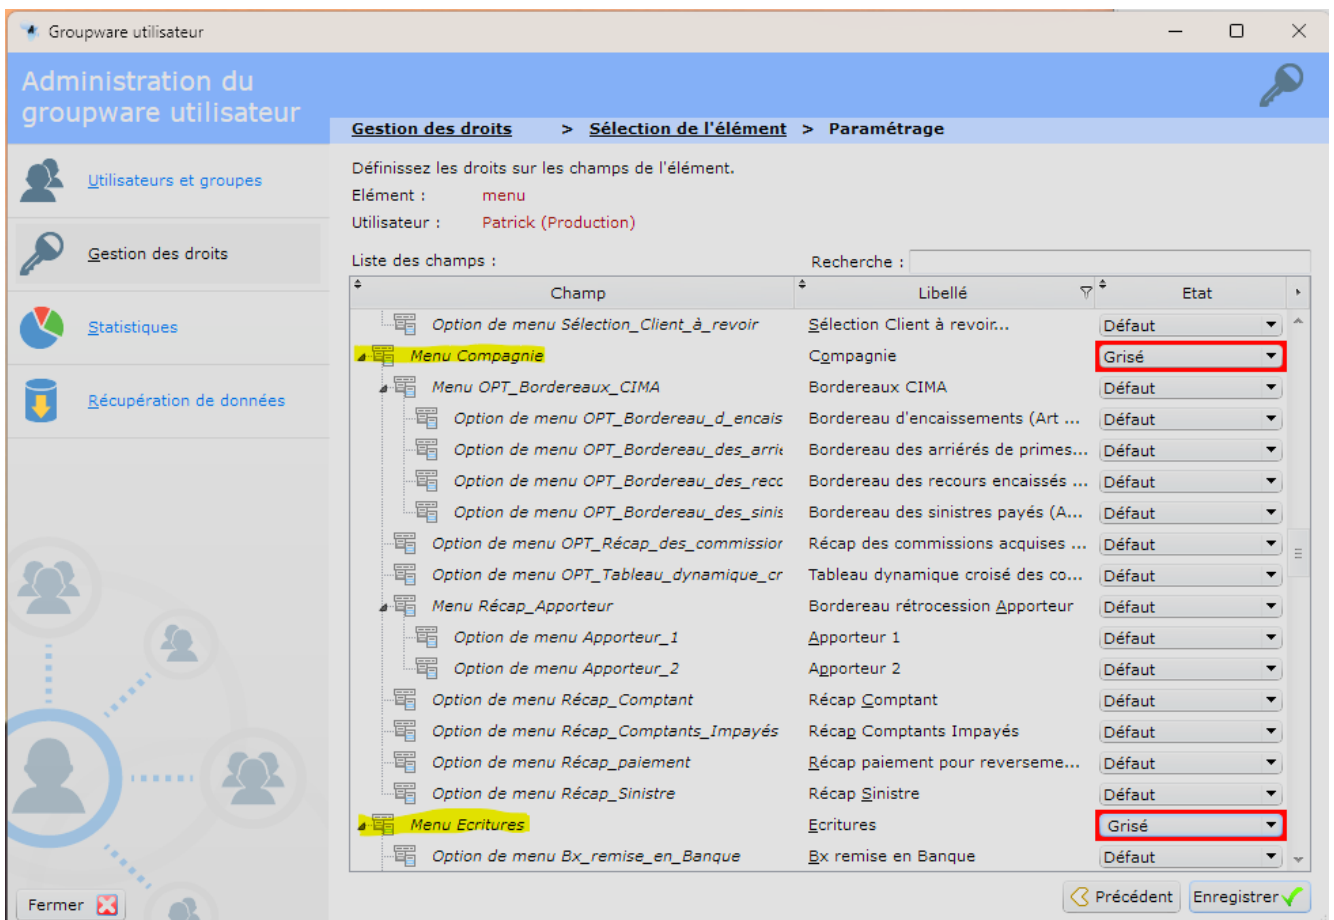 Groupware utilisateur
Administration du
groupware utilisateur
Gestion des droits > Sélection de l'élément > Paramétrage
Utilisateurs et groupes
Gestion des droits
Statistiques
Récupération de données
Définissez les droits sur les champs de l'élément.
Elément : menu
Utilisateur : Patrick (Production)
Liste des champs : Recherche :
Champ Libellé Etat
Option de menu Sélection_Client_à_revoir Sélection Client à revoir... Défaut
Menu Compagnie Compagnie Grisé
Menu OPT_Bordereaux_CIMA Bordereaux CIMA Défaut
Option de menu OPT_Bordereau_d_encais Bordereau d'encaissements (Art ... Défaut
Option de menu OPT_Bordereau_des_arrié Bordereau des arriérés de primes... Défaut
Option de menu OPT_Bordereau_des_recc Bordereau des recours encaissés ... Défaut
Option de menu OPT_Bordereau_des_sinis Bordereau des sinistres payés (A... Défaut
Option de menu OPT_Récap_des_commission Récap des commissions acquises ... Défaut
Option de menu OPT_Tableau_dynamique_cr Tableau dynamique croisé des co... Défaut
Menu Récap_Apporteur Bordereau rétrocession Apporteur Défaut
Option de menu Apporteur_1 Apporteur 1 Défaut
Option de menu Apporteur_2 Apporteur 2 Défaut
Option de menu Récap_Comptant Récap Comptant Défaut
Option de menu Récap_Comptants_Impayés Récap Comptants Impayés Défaut
Option de menu Récap_paiement Récap paiement pour reverseme... Défaut
Option de menu Récap_Sinistre Récap Sinistre Défaut
Menu Ecritures Ecritures Grisé
Option de menu Bx_remise_en_Banque Bx remise en Banque Défaut
Fermer Précédent Enregistrer